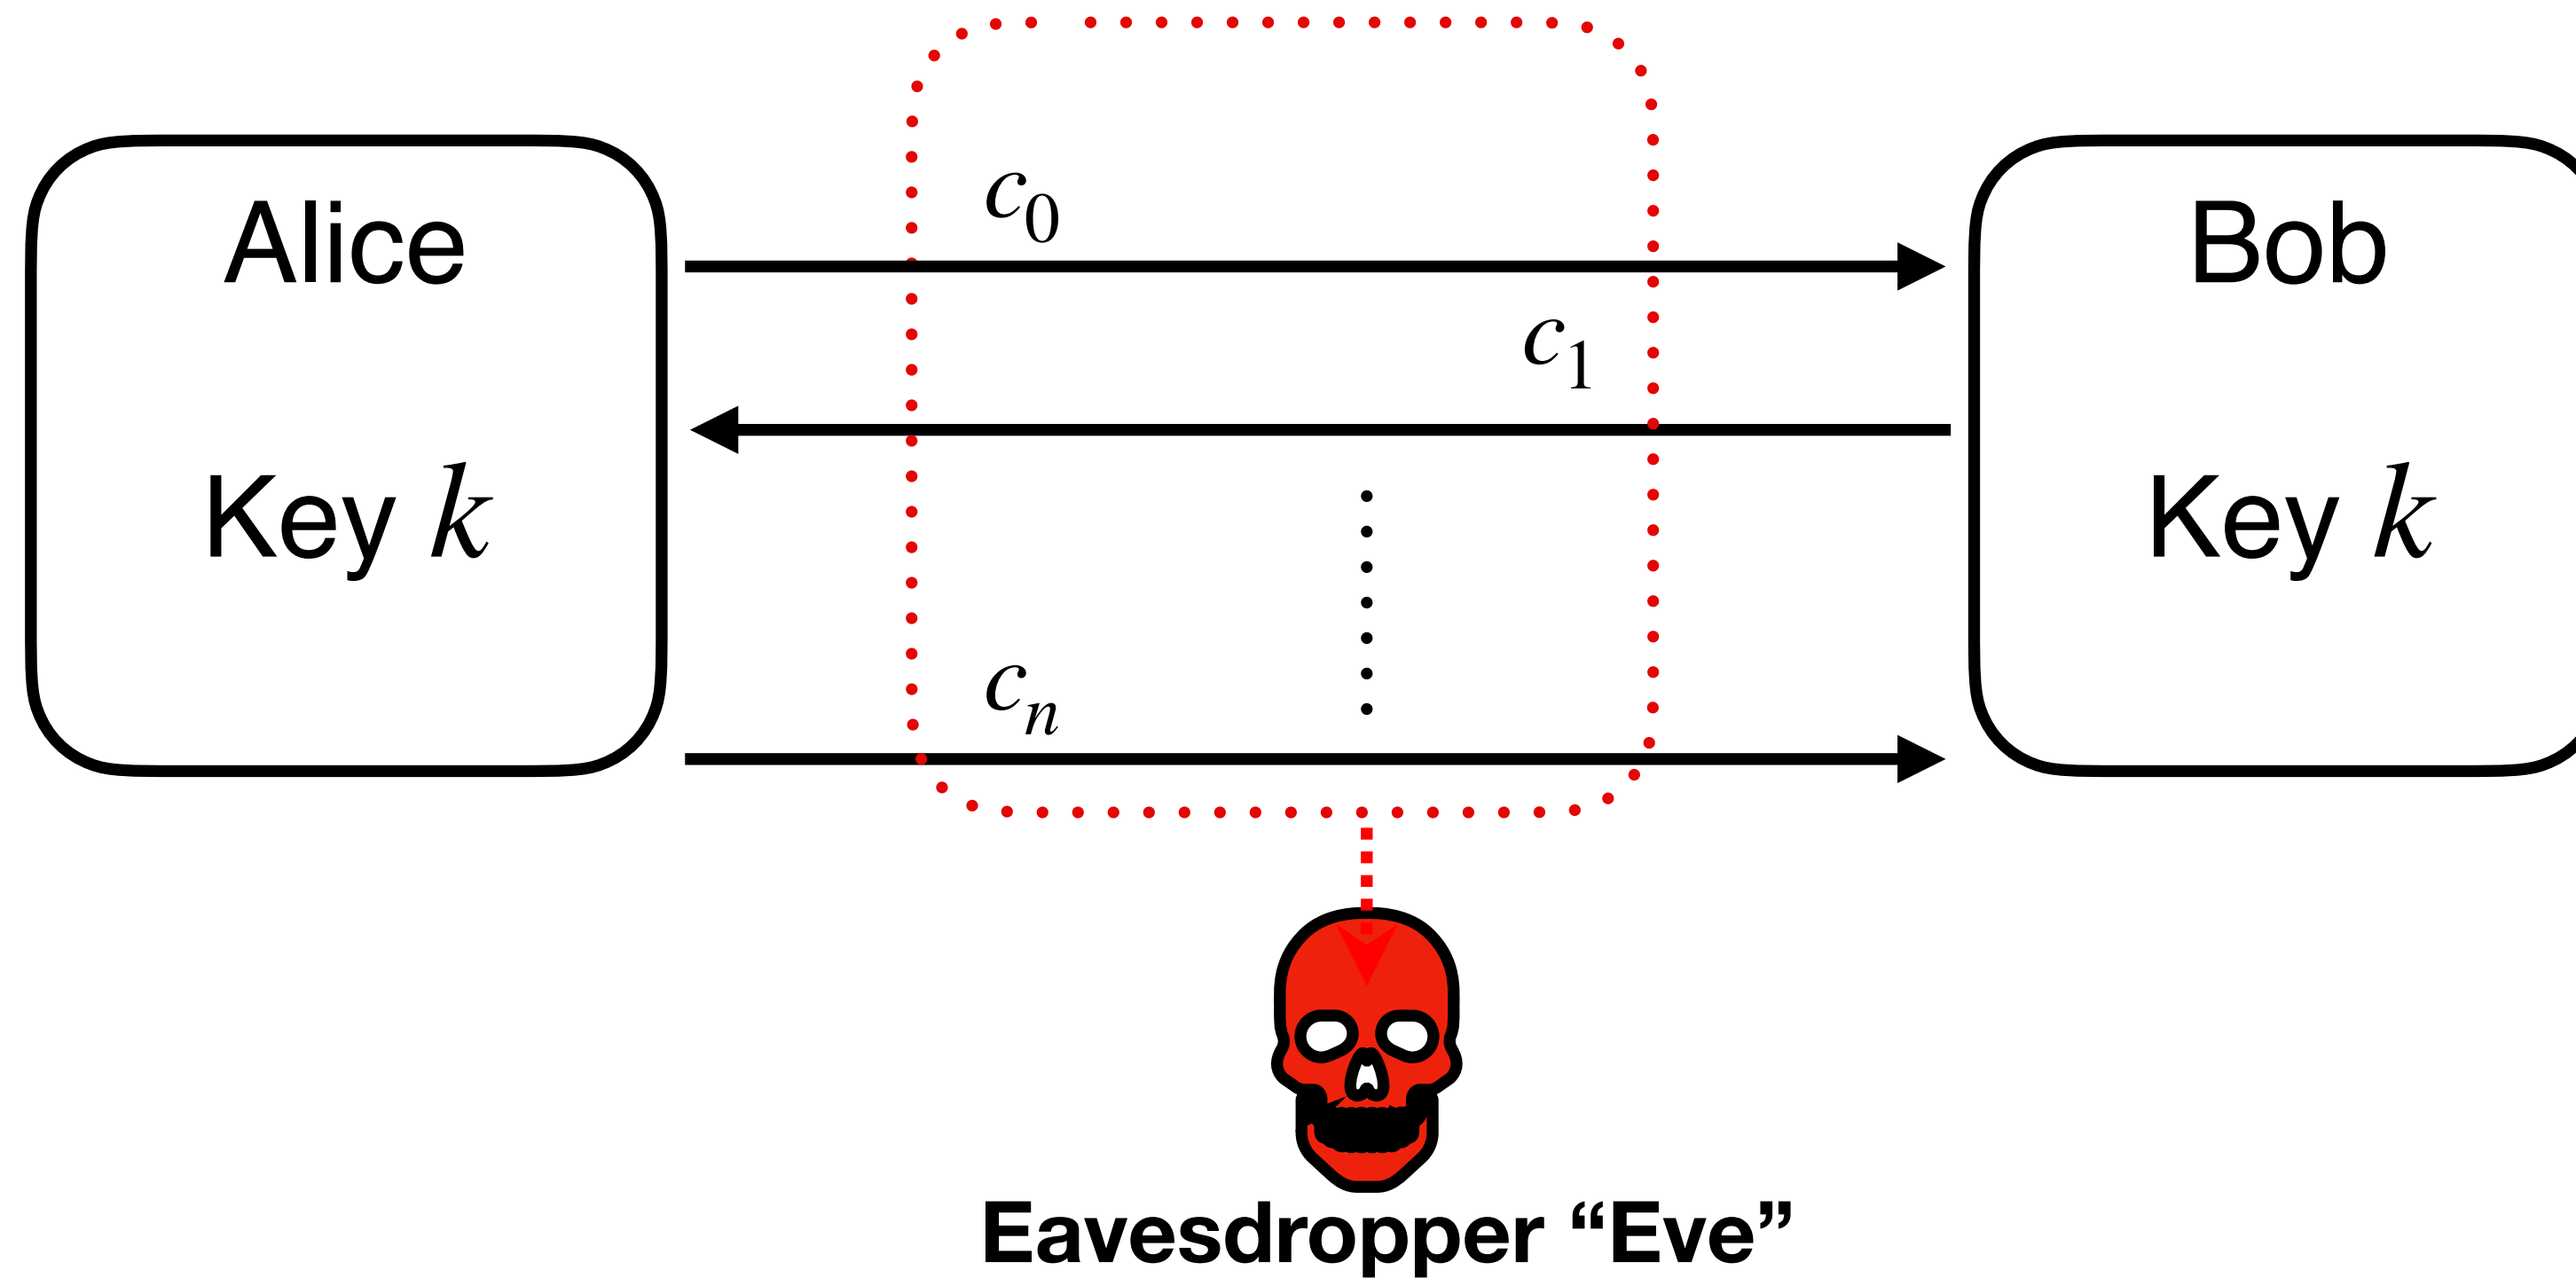 Alice
Key k
c₀
c₁
cₙ
Bob
Key k
Eavesdropper “Eve”